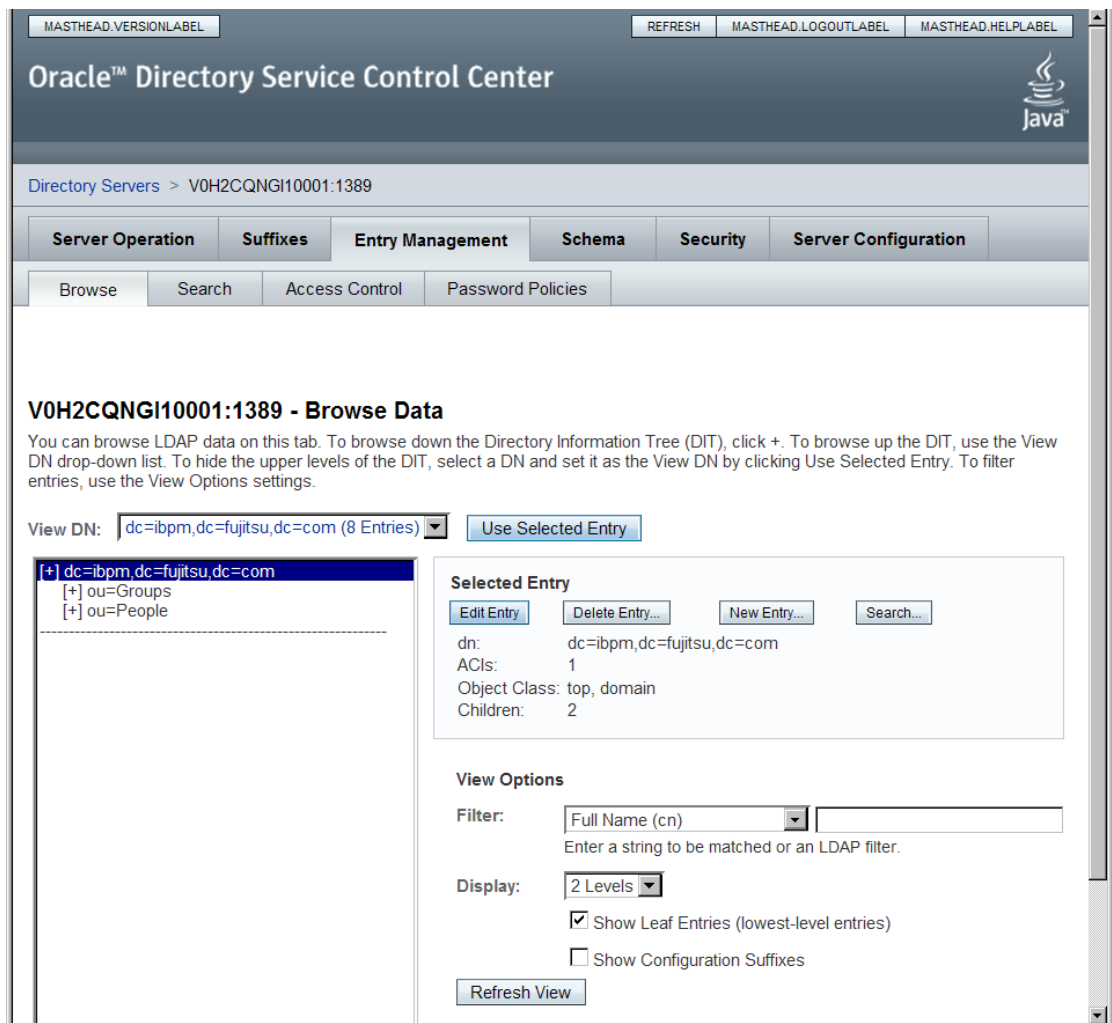 MASTHEAD.VERSIONLABEL REFRESH MASTHEAD.LOGOUTLABEL MASTHEAD.HELPLABEL
Oracle™ Directory Service Control Center
Java™
Directory Servers > V0H2CQNGI10001:1389
Server Operation Suffixes Entry Management Schema Security Server Configuration
Browse Search Access Control Password Policies
V0H2CQNGI10001:1389 - Browse Data
You can browse LDAP data on this tab. To browse down the Directory Information Tree (DIT), click +. To browse up the DIT, use the View
DN drop-down list. To hide the upper levels of the DIT, select a DN and set it as the View DN by clicking Use Selected Entry. To filter
entries, use the View Options settings.
View DN: dc=ibpm,dc=fujitsu,dc=com (8 Entries) Use Selected Entry
[+] dc=ibpm,dc=fujitsu,dc=com
[+] ou=Groups
[+] ou=People
------------------------------------------------------------
Selected Entry
Edit Entry Delete Entry... New Entry... Search...
dn: dc=ibpm,dc=fujitsu,dc=com
ACIs: 1
Object Class: top, domain
Children: 2
View Options
Filter: Full Name (cn)
Enter a string to be matched or an LDAP filter.
Display: 2 Levels
Show Leaf Entries (lowest-level entries)
Show Configuration Suffixes
Refresh View